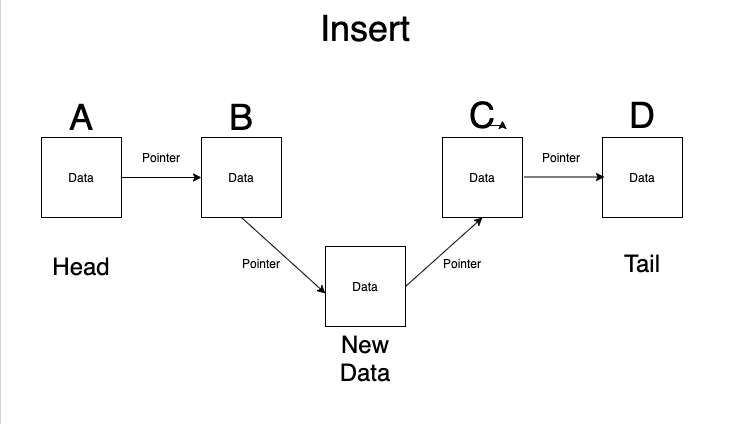 Insert
A
B
C
D
Pointer
Pointer
Data
Data
Data
Data
Head
Pointer
Pointer
Tail
Data
New
Data